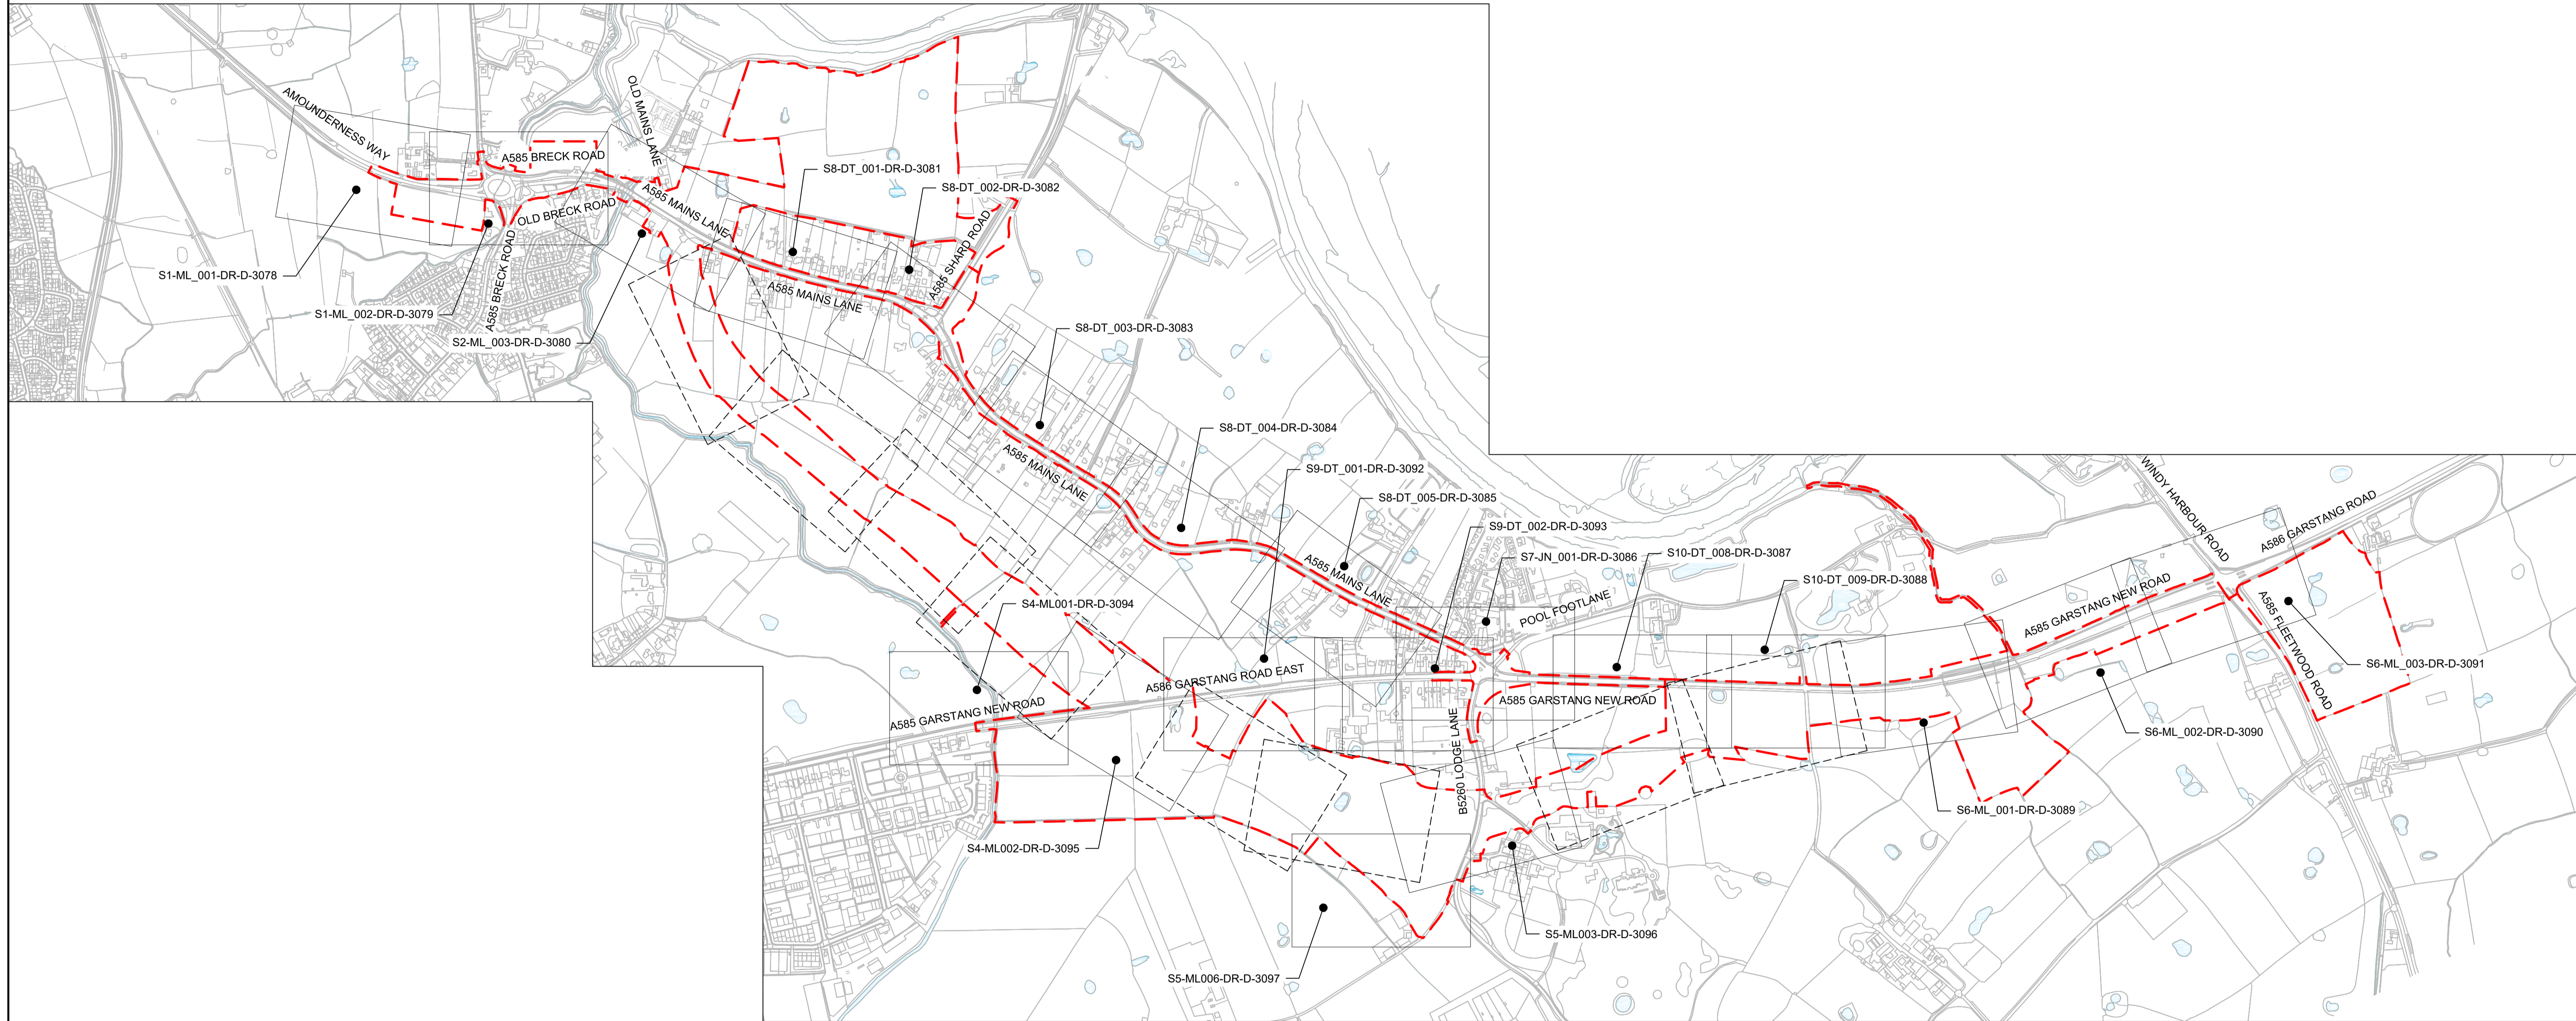 AMOUNDERNESS WAY
A585 BRECK ROAD
OLD MAINS LANE
S8-DT_001-DR-D-3081
S8-DT_002-DR-D-3082
A585 MAINS LANE
OLD BRECK ROAD
A585 SHARD ROAD
A585 BRECK ROAD
S1-ML_001-DR-D-3078
S1-ML_002-DR-D-3079
S2-ML_003-DR-D-3080
A585 MAINS LANE
S8-DT_003-DR-D-3083
S8-DT_004-DR-D-3084
A585 MAINS LANE
S9-DT_001-DR-D-3092
S8-DT_005-DR-D-3085
S9-DT_002-DR-D-3093
S7-JN_001-DR-D-3086
S10-DT_008-DR-D-3087
S10-DT_009-DR-D-3088
A585 MAINS LANE
POOL FOOTLANE
WINDY HARBOUR ROAD
A586 GARSTANG ROAD
A585 GARSTANG NEW ROAD
A585 FLEETWOOD ROAD
S4-ML001-DR-D-3094
A586 GARSTANG ROAD EAST
A585 GARSTANG NEW ROAD
A585 GARSTANG NEW ROAD
B5260 LODGE LANE
S6-ML_003-DR-D-3091
S6-ML_002-DR-D-3090
S6-ML_001-DR-D-3089
S4-ML002-DR-D-3095
S5-ML003-DR-D-3096
S5-ML006-DR-D-3097